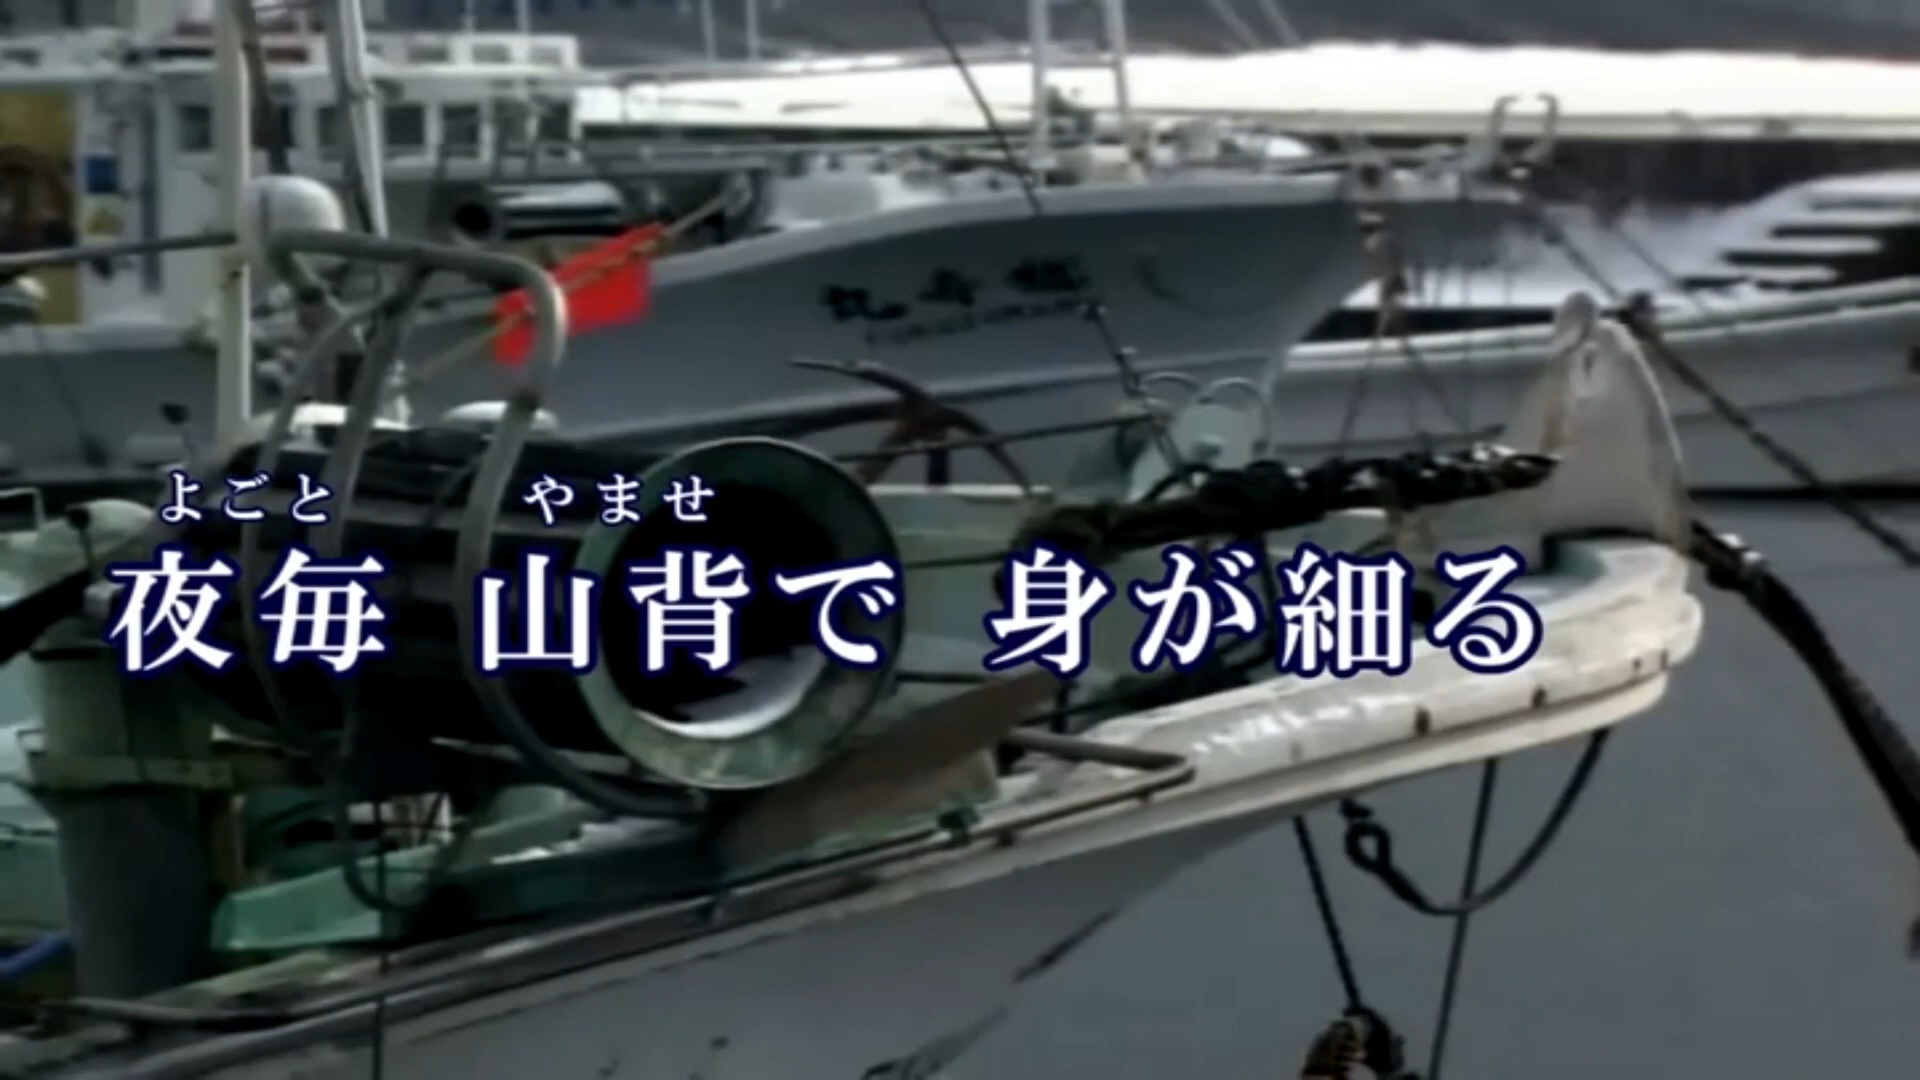 よごと やませ
夜毎 山背で 身が細る